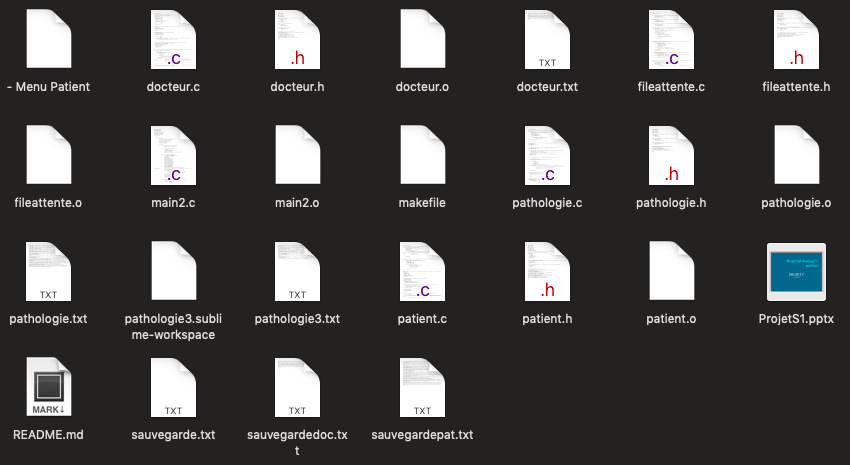 .c
.h
TXT
.c
.h
- Menu Patient
docteur.c
docteur.h
docteur.o
docteur.txt
fileattente.c
fileattente.h
.c
.c
.h
fileattente.o
main2.c
main2.o
makefile
pathologie.c
pathologie.h
pathologie.o
TXT
TXT
.c
.h
pathologie.txt
pathologie3.subli
me-workspace
pathologie3.txt
patient.c
patient.h
patient.o
ProjetS1.pptx
MARK↓
TXT
TXT
TXT
README.md
sauvegarde.txt
sauvegardedoc.tx
t
sauvegardepat.txt